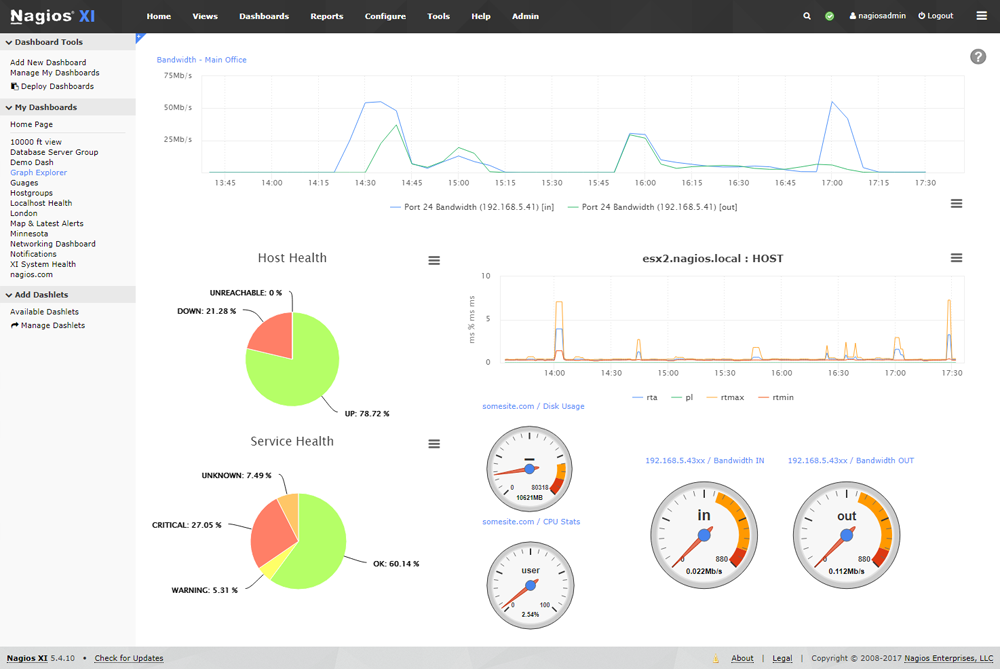 Nagios® XI
Home Views Dashboards Reports Configure Tools Help Admin
nagiosadmin Logout
Dashboard Tools
Add New Dashboard
Manage My Dashboards
Deploy Dashboards
My Dashboards
Home Page
10000 ft view
Database Server Group
Demo Dash
Graph Explorer
Guages
Hostgroups
Localhost Health
London
Map & Latest Alerts
Minnesota
Networking Dashboard
Notifications
XI System Health
nagios.com
Add Dashlets
Available Dashlets
Manage Dashlets
?
Bandwidth - Main Office
75Mb/s
50Mb/s
25Mb/s
13:45 14:00 14:15 14:30 14:45 15:00 15:15 15:30 15:45 16:00 16:15 16:30 16:45 17:00 17:15 17:30
Port 24 Bandwidth (192.168.5.41) [in] Port 24 Bandwidth (192.168.5.41) [out]
Host Health
UNREACHABLE: 0 %
DOWN: 21.28 %
UP: 78.72 %
esx2.nagios.local : HOST
ms % ms ms
10
5
0
14:00 14:30 15:00 15:30 16:00 16:30 17:00 17:30
rta pl rtmax rtmin
Service Health
UNKNOWN: 7.49 %
CRITICAL: 27.05 %
OK: 60.14 %
WARNING: 5.31 %
somesite.com / Disk Usage
0 80318
10621MB
somesite.com / CPU Stats
user
0 100
2.54%
192.168.5.43xx / Bandwidth IN
in
0 880
0.022Mb/s
192.168.5.43xx / Bandwidth OUT
out
0 880
0.112Mb/s
Nagios XI 5.4.10 • Check for Updates
About | Legal | Copyright © 2008-2017 Nagios Enterprises, LLC